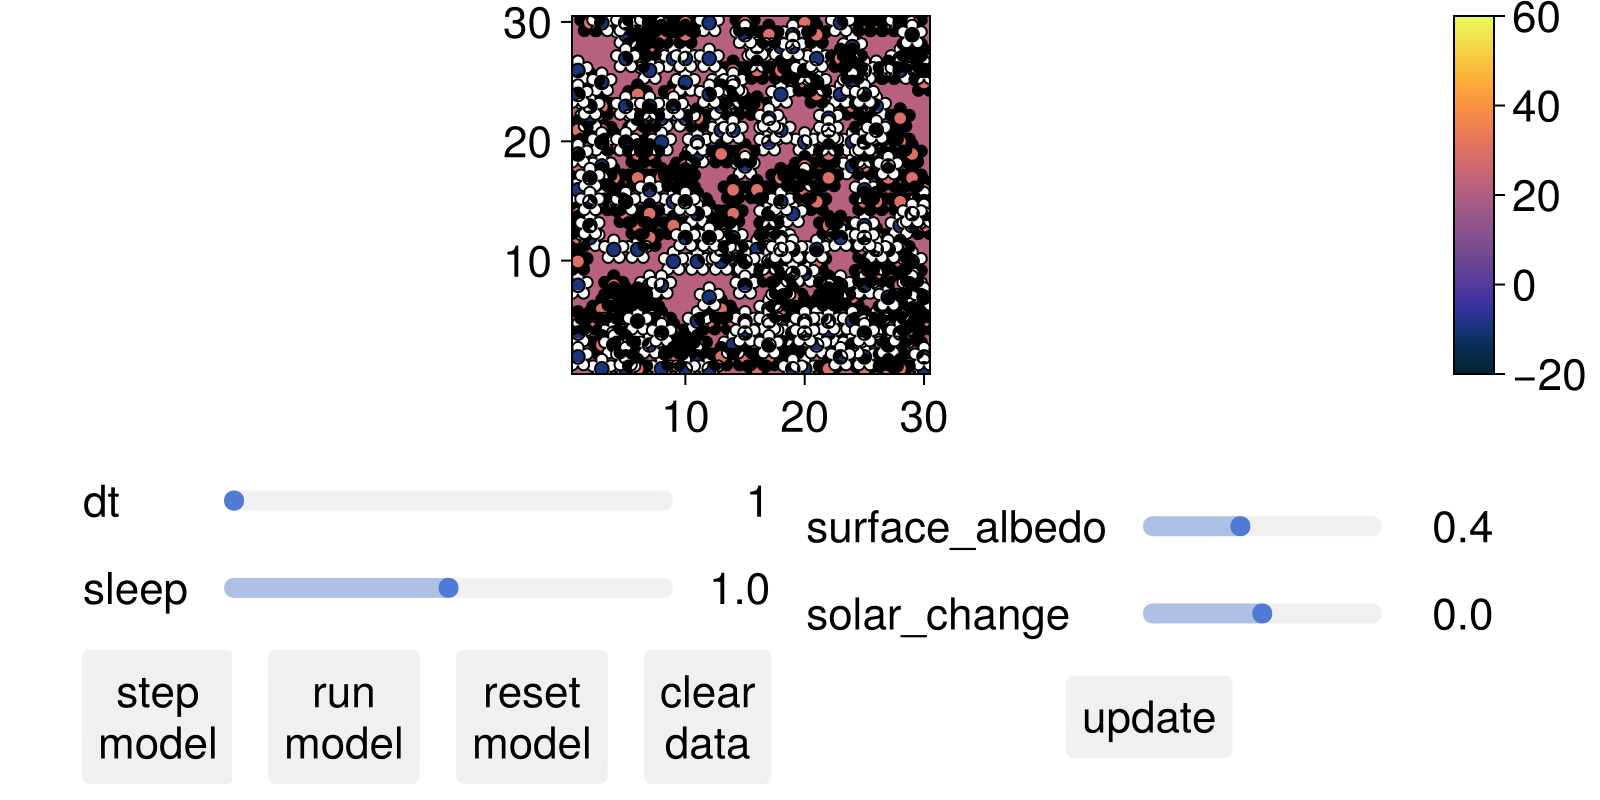 30
20
10
10 20 30
60
40
20
0
−20
dt 1
sleep 1.0
surface_albedo 0.4
solar_change 0.0
step
model
run
model
reset
model
clear
data
update